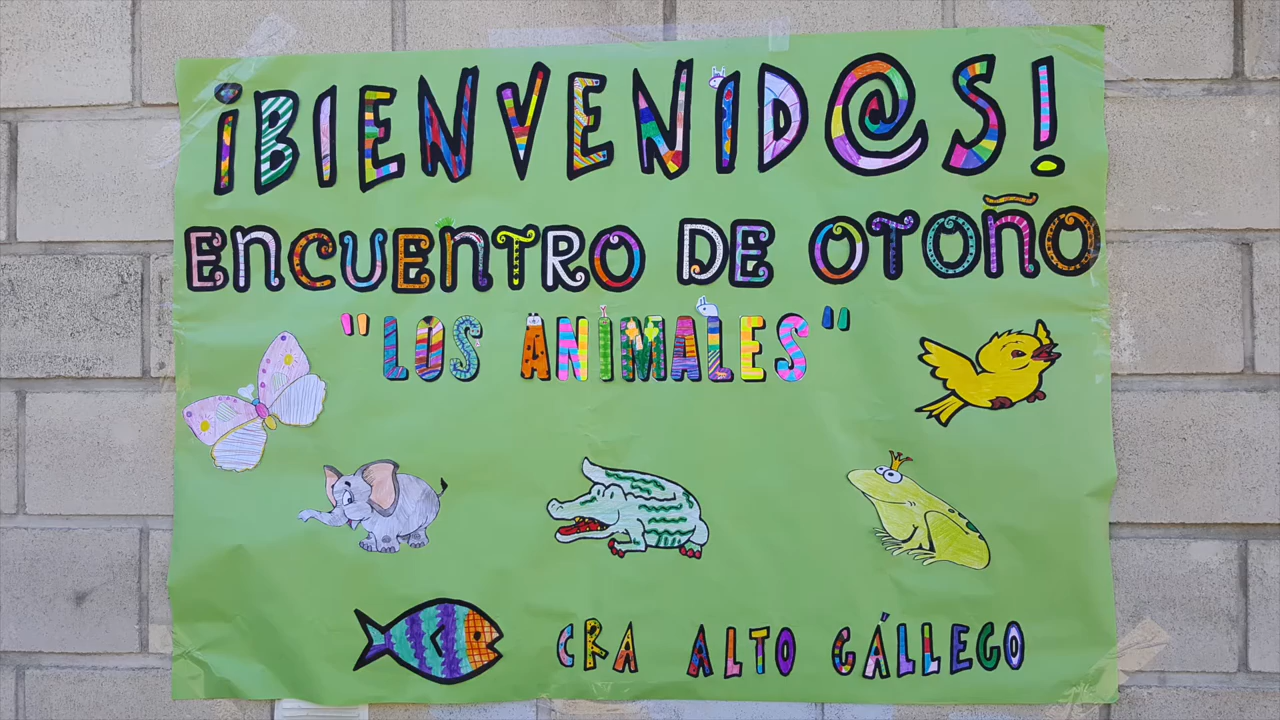 ¡BIENVENID@S!
ENCUENTRO DE OTOÑO
"LOS ANIMALES"
CRA ALTO GÁLLEGO